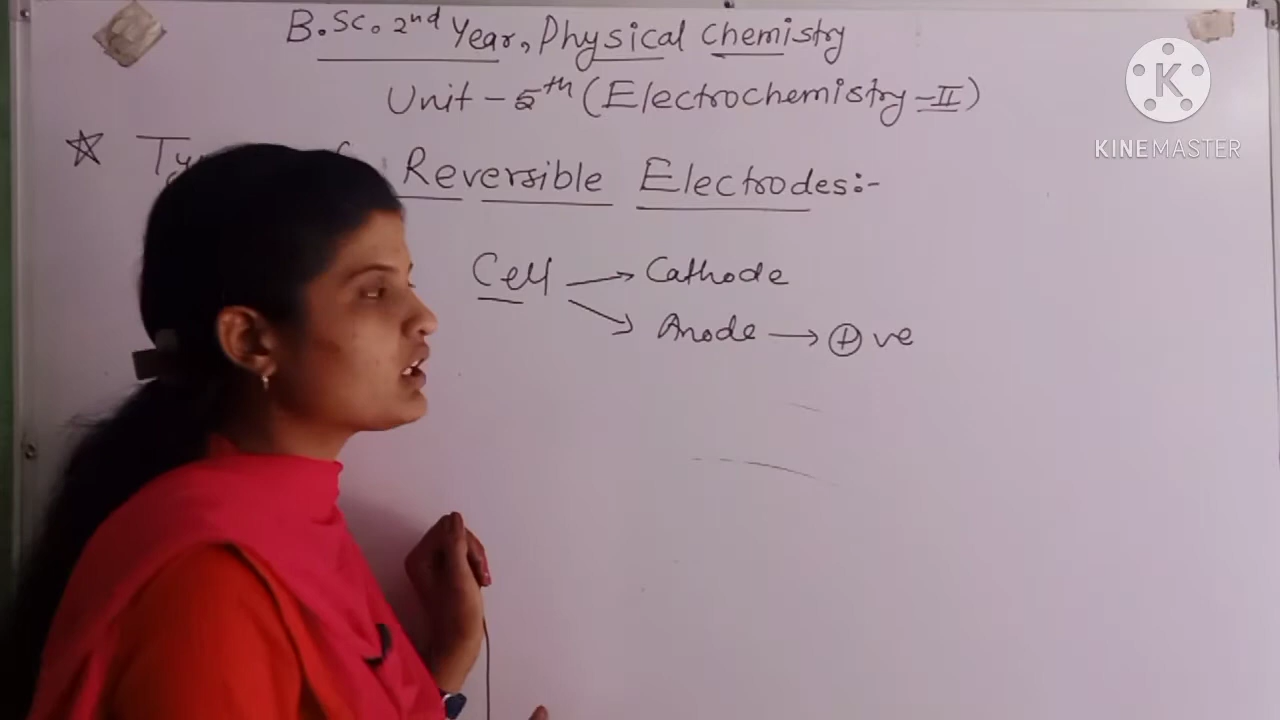 B.Sc. 2nd Year, Physical Chemistry
Unit - 5th (Electrochemistry - II)
KINEMASTER
Reversible Electrodes:-
Cell → Cathode
→ Anode → ⊕ ve